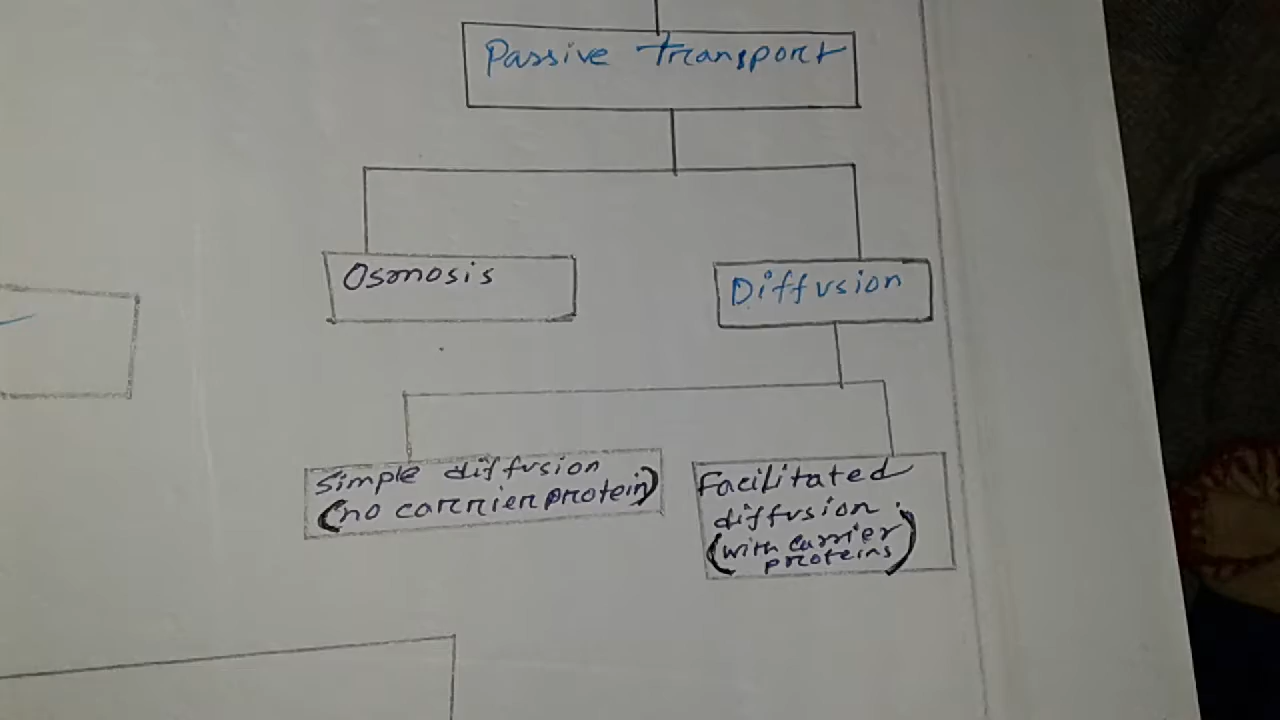 Passive transport
Osmosis
Diffusion
Simple diffusion
(no carrier protein)
Facilitated
diffusion
(with carrier
proteins)